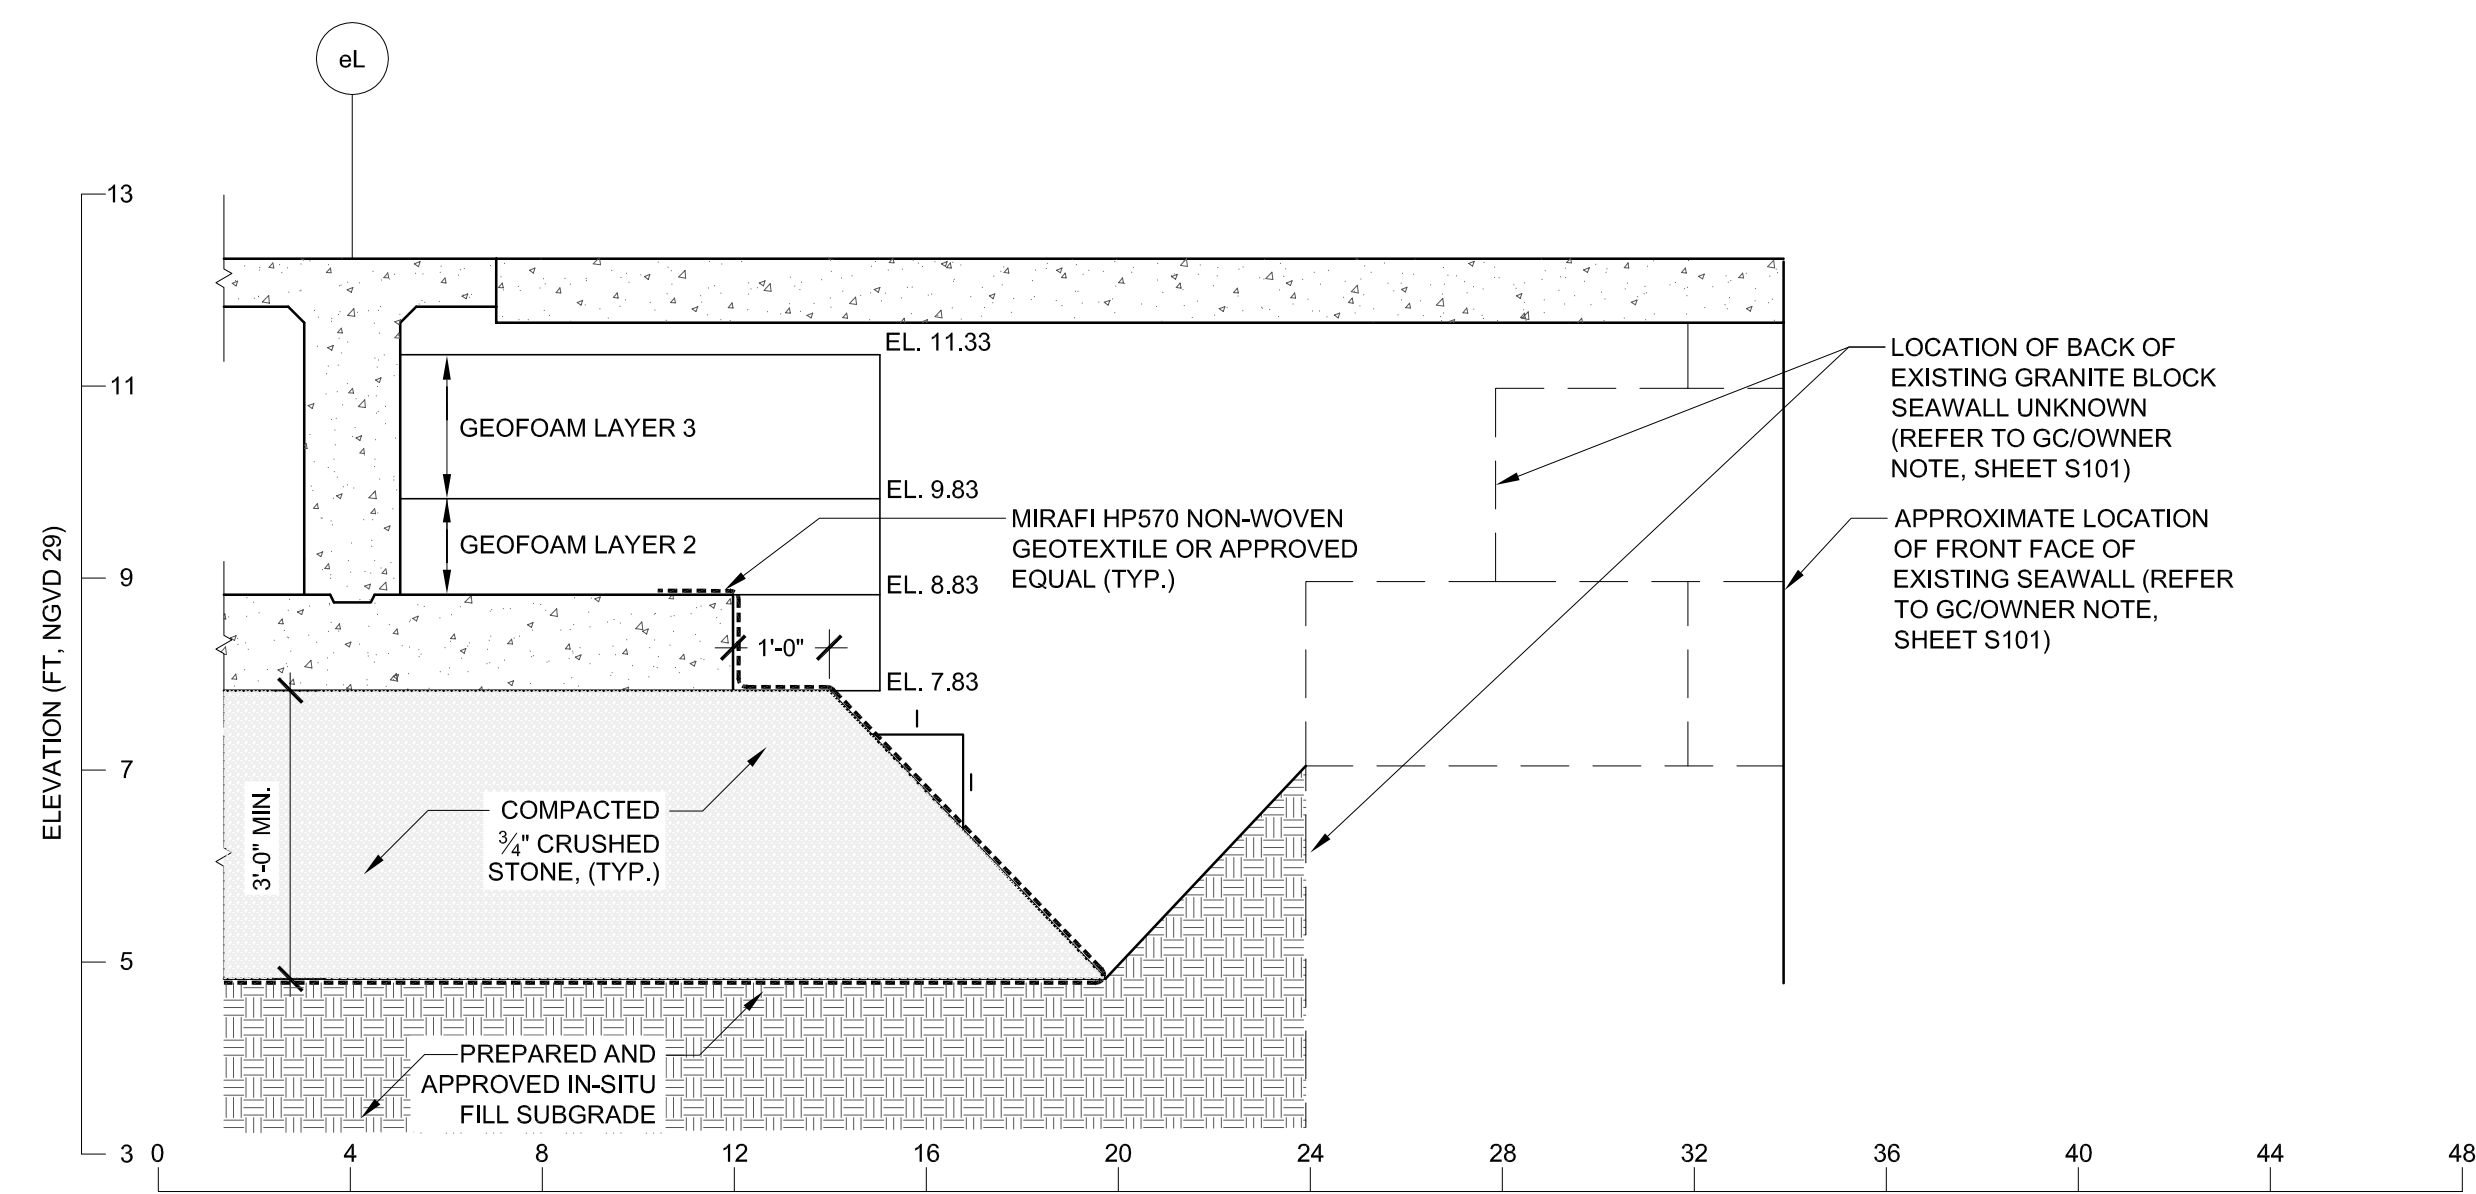 eL
13
11
9
7
5
3
ELEVATION (FT, NGVD 29)
EL. 11.33
GEOFOAM LAYER 3
EL. 9.83
GEOFOAM LAYER 2
EL. 8.83
1'-0"
EL. 7.83
MIRAFI HP570 NON-WOVEN
GEOTEXTILE OR APPROVED
EQUAL (TYP.)
LOCATION OF BACK OF
EXISTING GRANITE BLOCK
SEAWALL UNKNOWN
(REFER TO GC/OWNER
NOTE, SHEET S101)
APPROXIMATE LOCATION
OF FRONT FACE OF
EXISTING SEAWALL (REFER
TO GC/OWNER NOTE,
SHEET S101)
I
I
3'-0" MIN.
COMPACTED
¾" CRUSHED
STONE, (TYP.)
PREPARED AND
APPROVED IN-SITU
FILL SUBGRADE
0 4 8 12 16 20 24 28 32 36 40 44 48